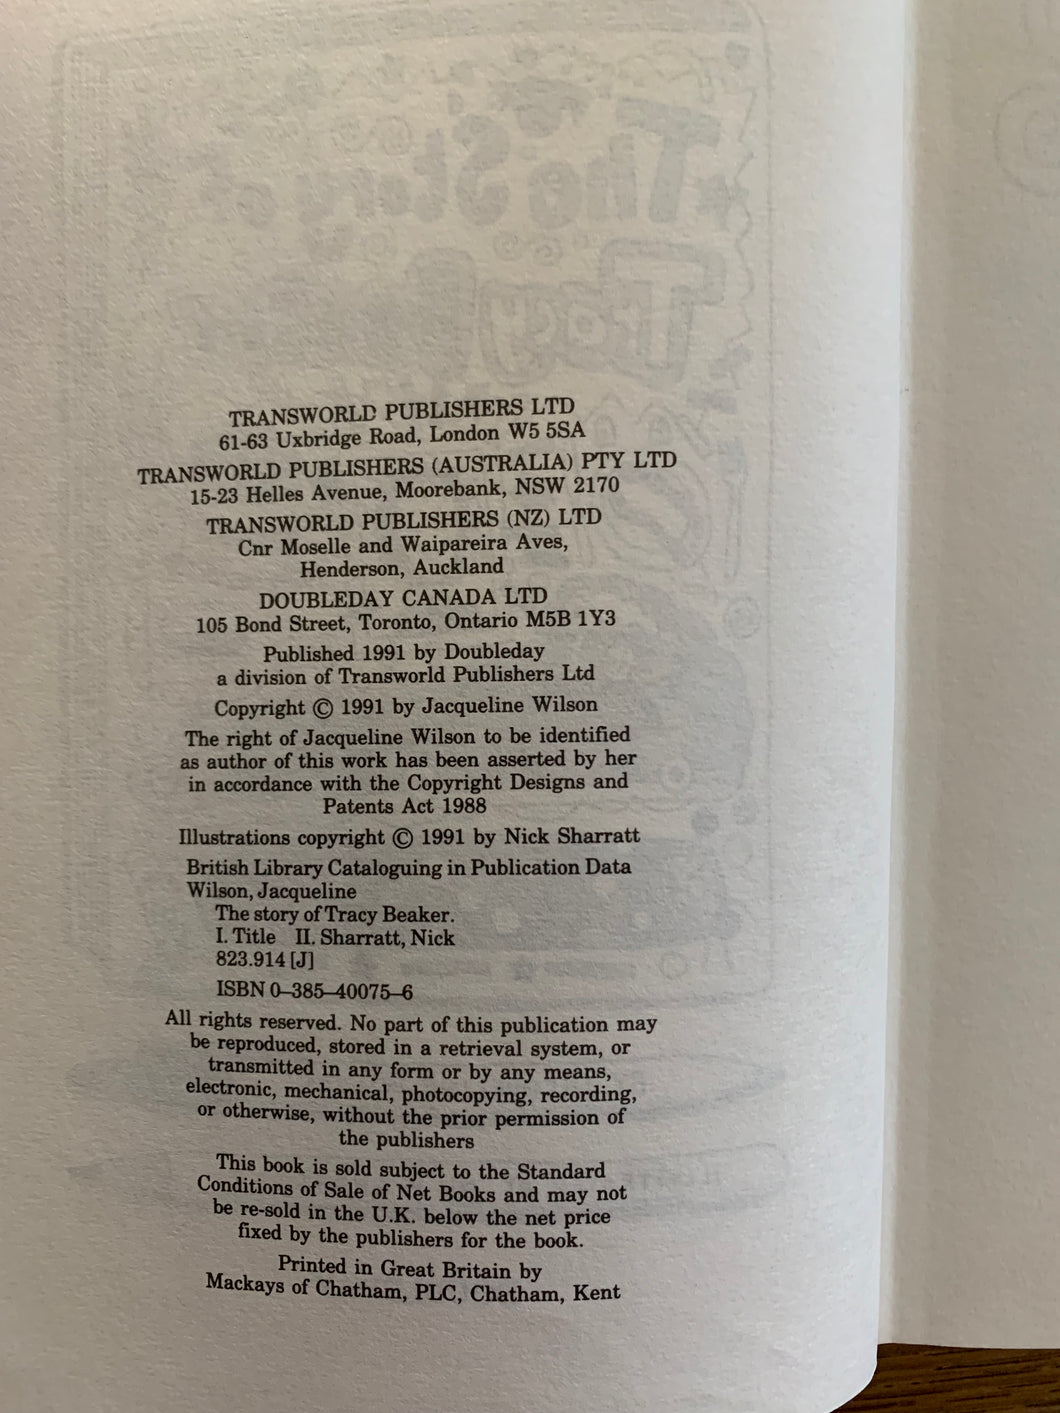 TRANSWORLD PUBLISHERS LTD
61-63 Uxbridge Road, London W5 5SA
TRANSWORLD PUBLISHERS (AUSTRALIA) PTY LTD
15-23 Helles Avenue, Moorebank, NSW 2170
TRANSWORLD PUBLISHERS (NZ) LTD
Cnr Moselle and Waipareira Aves,
Henderson, Auckland
DOUBLEDAY CANADA LTD
105 Bond Street, Toronto, Ontario M5B 1Y3
Published 1991 by Doubleday
a division of Transworld Publishers Ltd
Copyright © 1991 by Jacqueline Wilson
The right of Jacqueline Wilson to be identified
as author of this work has been asserted by her
in accordance with the Copyright Designs and
Patents Act 1988
Illustrations copyright © 1991 by Nick Sharratt
British Library Cataloguing in Publication Data
Wilson, Jacqueline
The story of Tracy Beaker.
I. Title II. Sharratt, Nick
823.914 [J]
ISBN 0–385–40075–6
All rights reserved. No part of this publication may
be reproduced, stored in a retrieval system, or
transmitted in any form or by any means,
electronic, mechanical, photocopying, recording,
or otherwise, without the prior permission of
the publishers
This book is sold subject to the Standard
Conditions of Sale of Net Books and may not
be re-sold in the U.K. below the net price
fixed by the publishers for the book.
Printed in Great Britain by
Mackays of Chatham, PLC, Chatham, Kent